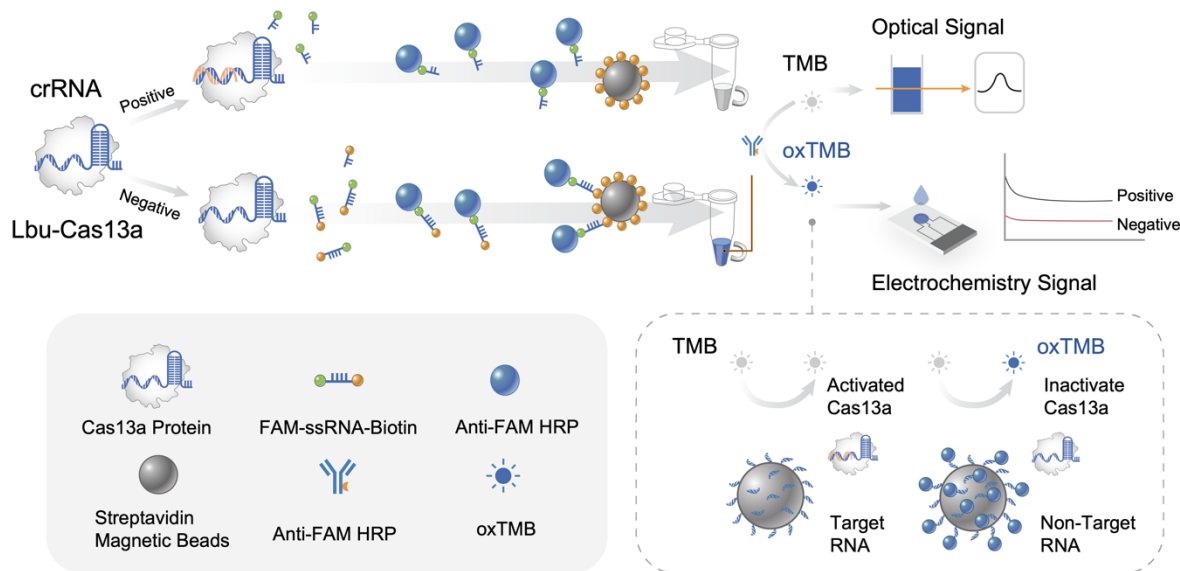 crRNA
Lbu-Cas13a
Positive
Negative
TMB
oxTMB
Optical Signal
Positive
Negative
Electrochemistry Signal
Cas13a Protein
FAM-ssRNA-Biotin
Anti-FAM HRP
Streptavidin
Magnetic Beads
Anti-FAM HRP
oxTMB
TMB
oxTMB
Activated
Cas13a
Inactivate
Cas13a
Target
RNA
Non-Target
RNA